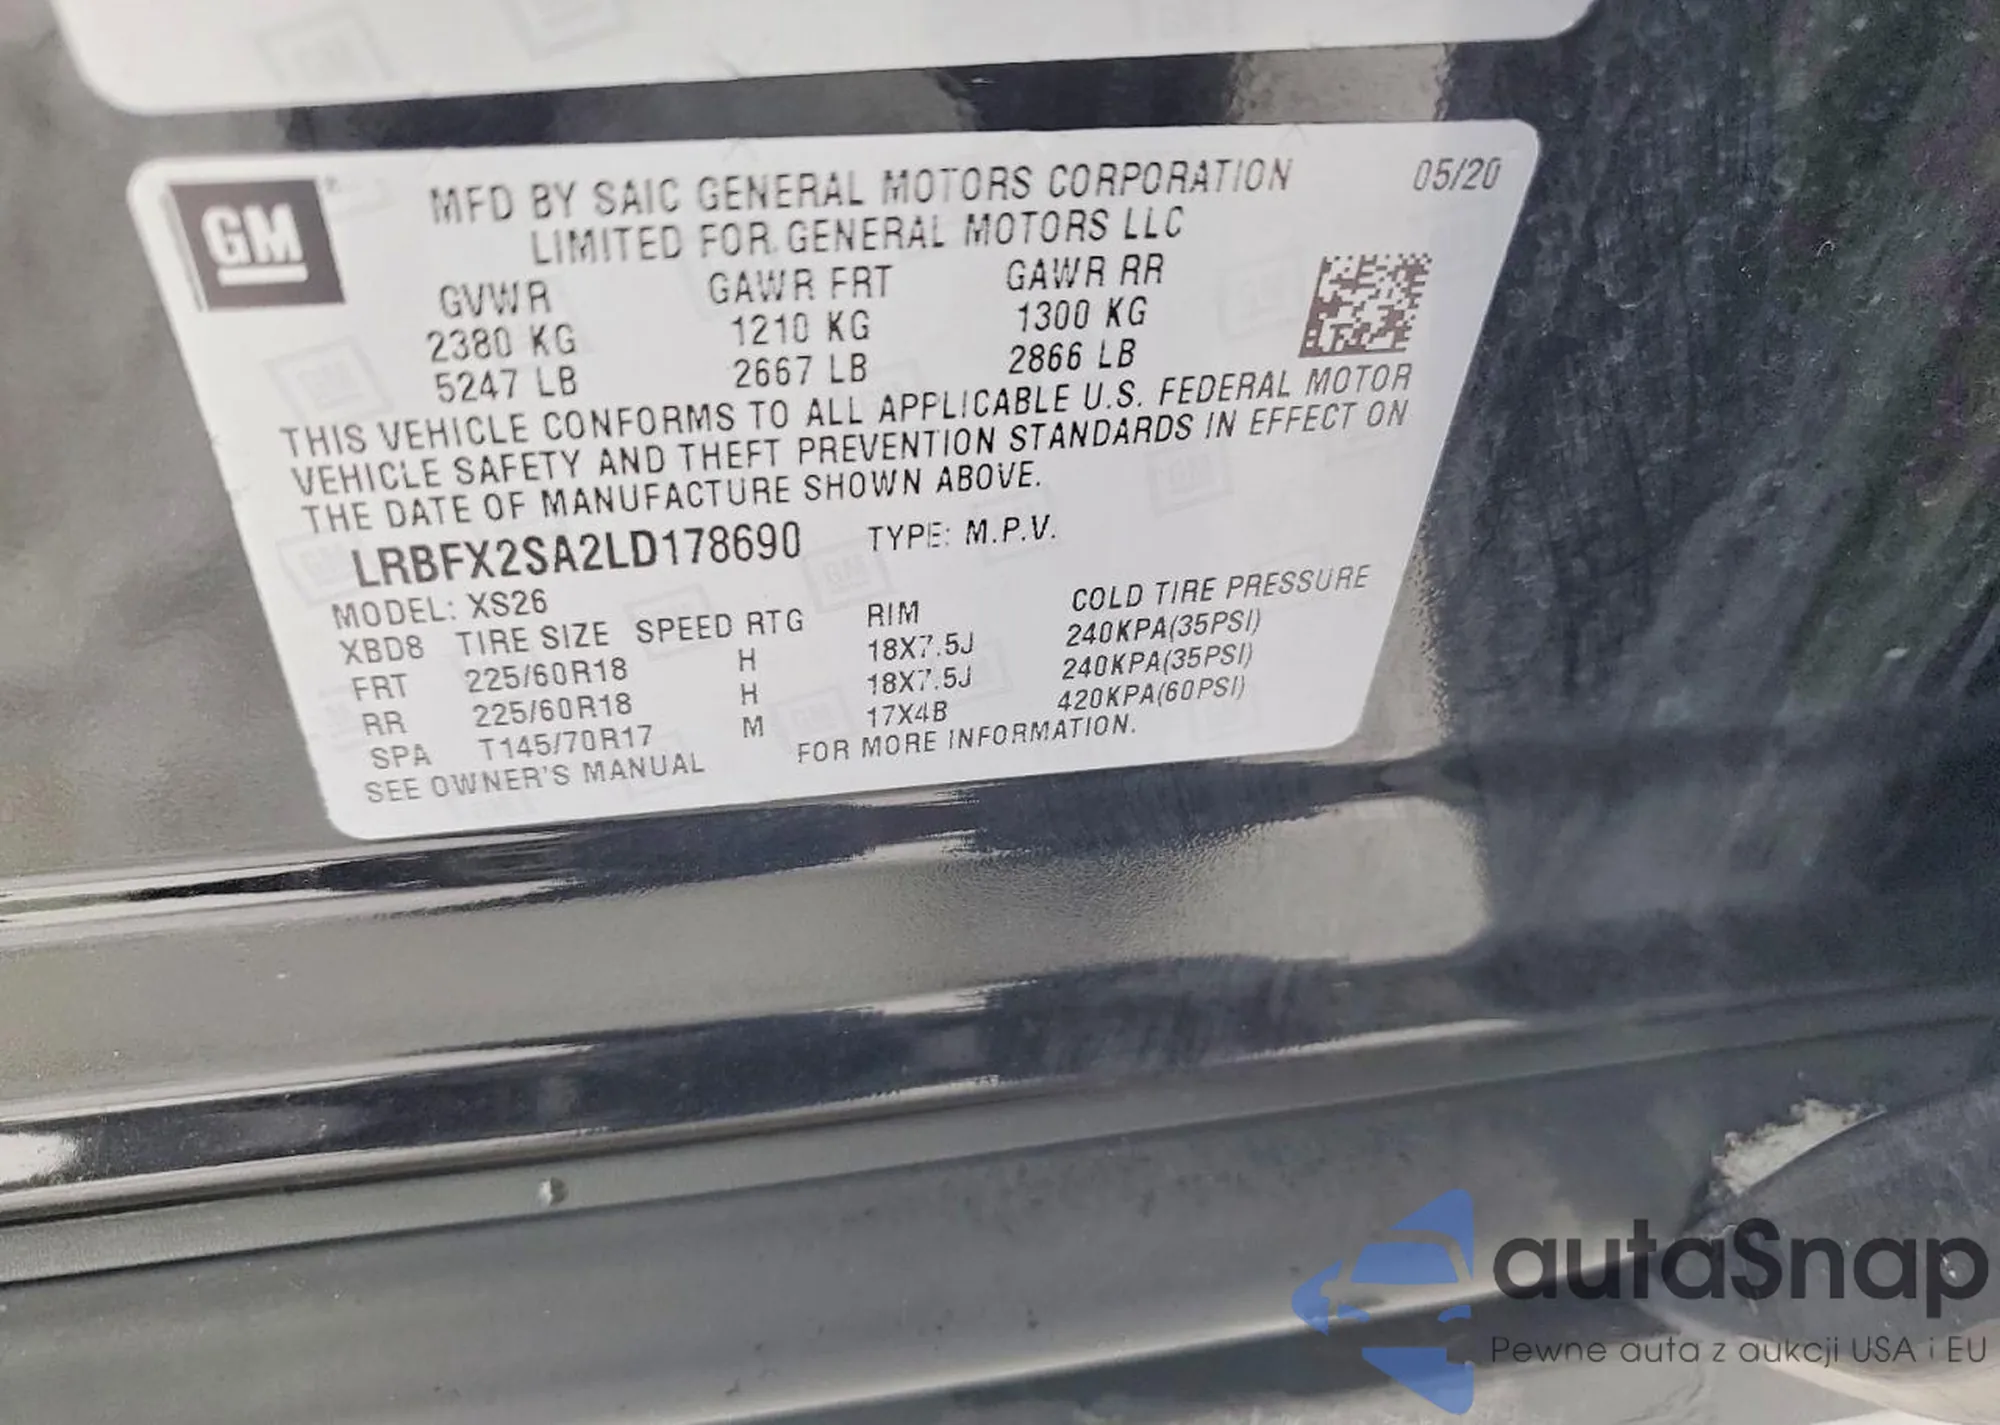 GM
MFD BY SAIC GENERAL MOTORS CORPORATION 05/20
LIMITED FOR GENERAL MOTORS LLC
GVWR GAWR FRT GAWR RR
2380 KG 1210 KG 1300 KG
5247 LB 2667 LB 2866 LB
THIS VEHICLE CONFORMS TO ALL APPLICABLE U.S. FEDERAL MOTOR
VEHICLE SAFETY AND THEFT PREVENTION STANDARDS IN EFFECT ON
THE DATE OF MANUFACTURE SHOWN ABOVE.
LRBFX2SA2LD178690 TYPE: M.P.V.
MODEL: XS26
XBD8 TIRE SIZE SPEED RTG RIM COLD TIRE PRESSURE
FRT 225/60R18 H 18X7.5J 240KPA(35PSI)
RR 225/60R18 H 18X7.5J 240KPA(35PSI)
SPA T145/70R17 M 17X4B 420KPA(60PSI)
SEE OWNER'S MANUAL FOR MORE INFORMATION.
autaSnap
Pewne auta z aukcji USA i EU